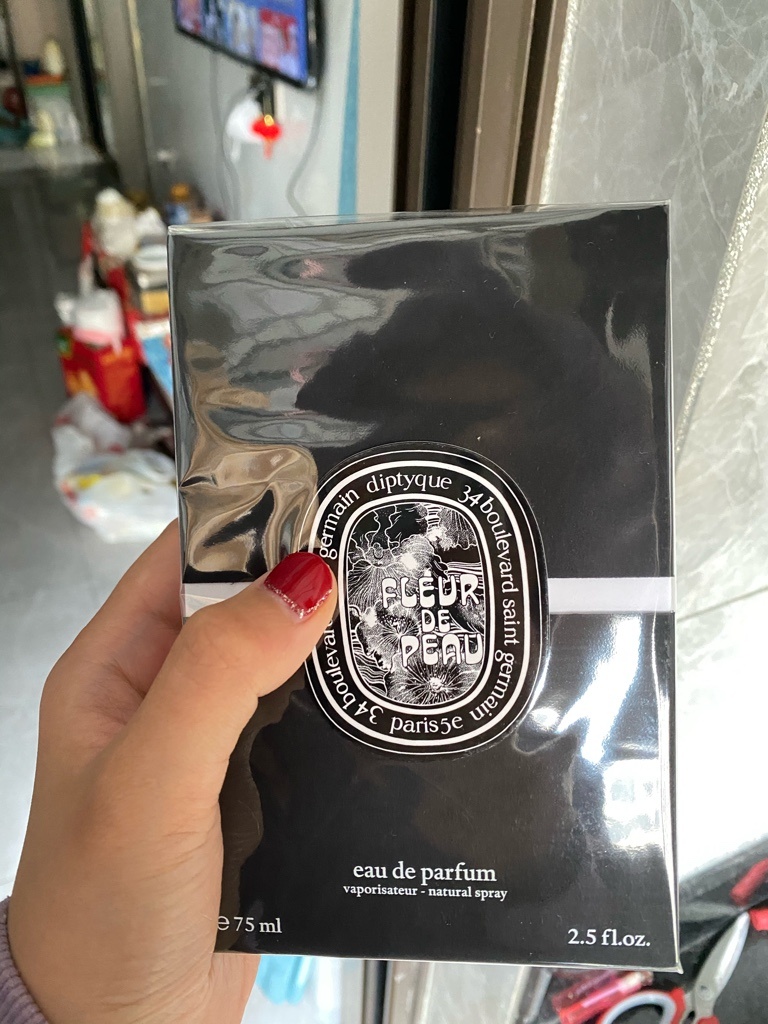 diptyque 34 boulevard saint germain paris 5e 34 boulevard germain
FLEUR
DE
PEAU
eau de parfum
vaporisateur - natural spray
e 75 ml
2.5 fl.oz.